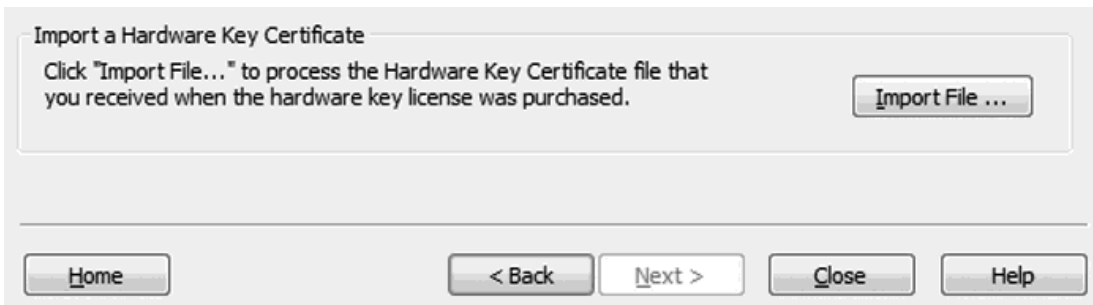 Import a Hardware Key Certificate
Click "Import File..." to process the Hardware Key Certificate file that
you received when the hardware key license was purchased.
Import File ...
Home
< Back
Next >
Close
Help